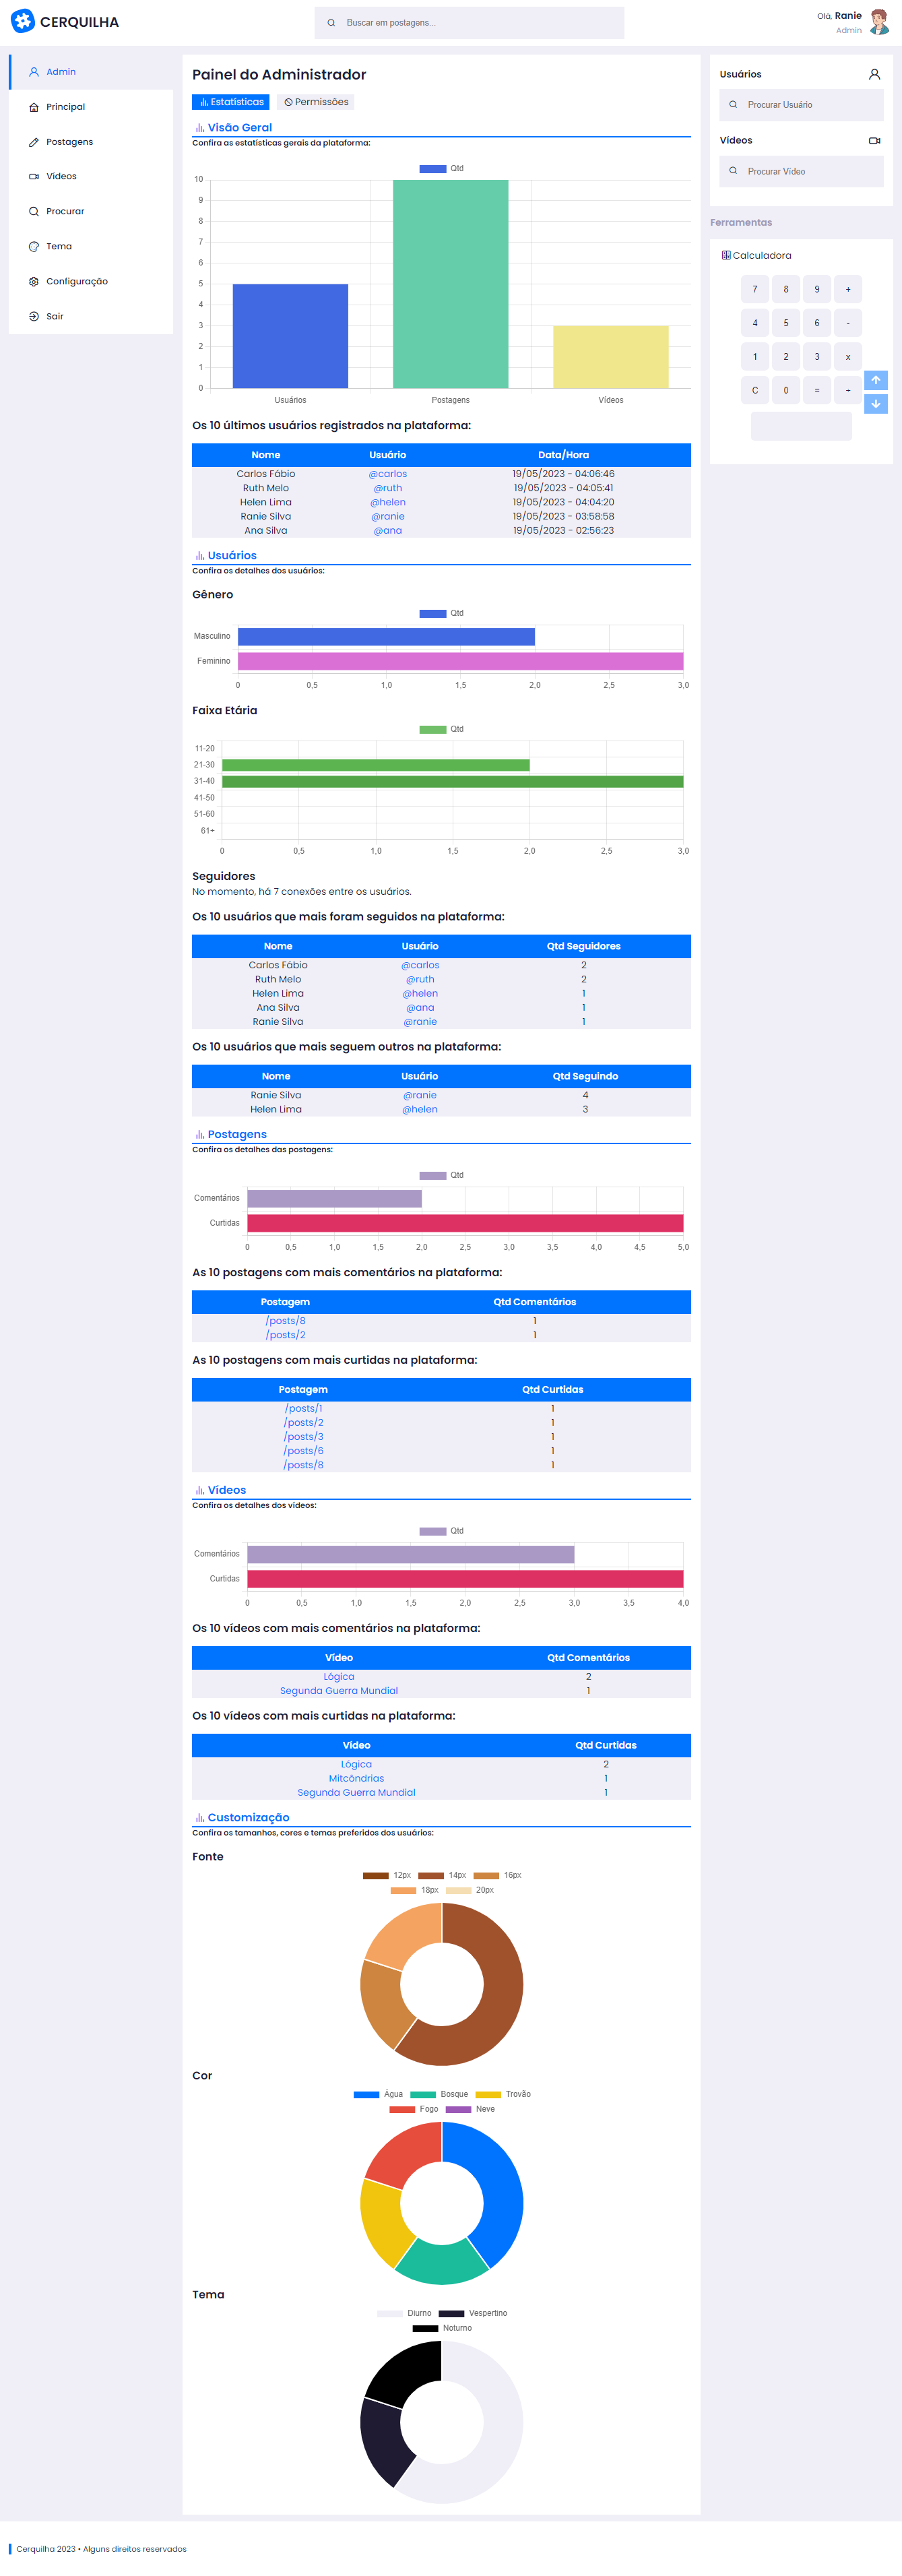 CERQUILHA
Buscar em postagens...
Olá, Ranie
Admin
Admin
Principal
Postagens
Vídeos
Procurar
Tema
Configuração
Sair
Painel do Administrador
Estatísticas
Permissões
Visão Geral
Confira as estatísticas gerais da plataforma:
Qtd
10
9
8
7
6
5
4
3
2
1
0
Usuários Postagens Vídeos
Os 10 últimos usuários registrados na plataforma:
Nome Usuário Data/Hora
Carlos Fábio @carlos 19/05/2023 - 04:06:46
Ruth Melo @ruth 19/05/2023 - 04:05:41
Helen Lima @helen 19/05/2023 - 04:04:20
Ranie Silva @ranie 19/05/2023 - 03:58:58
Ana Silva @ana 19/05/2023 - 02:56:23
Usuários
Confira os detalhes dos usuários:
Gênero
Qtd
Masculino
Feminino
0 0,5 1,0 1,5 2,0 2,5 3,0
Faixa Etária
Qtd
11-20
21-30
31-40
41-50
51-60
61+
0 0,5 1,0 1,5 2,0 2,5 3,0
Seguidores
No momento, há 7 conexões entre os usuários.
Os 10 usuários que mais foram seguidos na plataforma:
Nome Usuário Qtd Seguidores
Carlos Fábio @carlos 2
Ruth Melo @ruth 2
Helen Lima @helen 1
Ana Silva @ana 1
Ranie Silva @ranie 1
Os 10 usuários que mais seguem outros na plataforma:
Nome Usuário Qtd Seguindo
Ranie Silva @ranie 4
Helen Lima @helen 3
Postagens
Confira os detalhes das postagens:
Qtd
Comentários
Curtidas
0 0,5 1,0 1,5 2,0 2,5 3,0 3,5 4,0 4,5 5,0
As 10 postagens com mais comentários na plataforma:
Postagem Qtd Comentários
/posts/8 1
/posts/2 1
As 10 postagens com mais curtidas na plataforma:
Postagem Qtd Curtidas
/posts/1 1
/posts/2 1
/posts/3 1
/posts/6 1
/posts/8 1
Vídeos
Confira os detalhes dos vídeos:
Qtd
Comentários
Curtidas
0 0,5 1,0 1,5 2,0 2,5 3,0 3,5 4,0
Os 10 vídeos com mais comentários na plataforma:
Vídeo Qtd Comentários
Lógica 2
Segunda Guerra Mundial 1
Os 10 vídeos com mais curtidas na plataforma:
Vídeo Qtd Curtidas
Lógica 2
Mitcôndrias 1
Segunda Guerra Mundial 1
Customização
Confira os tamanhos, cores e temas preferidos dos usuários:
Fonte
12px 14px 16px
18px 20px
Cor
Água Bosque Trovão
Fogo Neve
Tema
Diurno Vespertino
Noturno
Usuários
Procurar Usuário
Vídeos
Procurar Vídeo
Ferramentas
Calculadora
7 8 9 +
4 5 6 -
1 2 3 x
C 0 = ÷
Cerquilha 2023 • Alguns direitos reservados